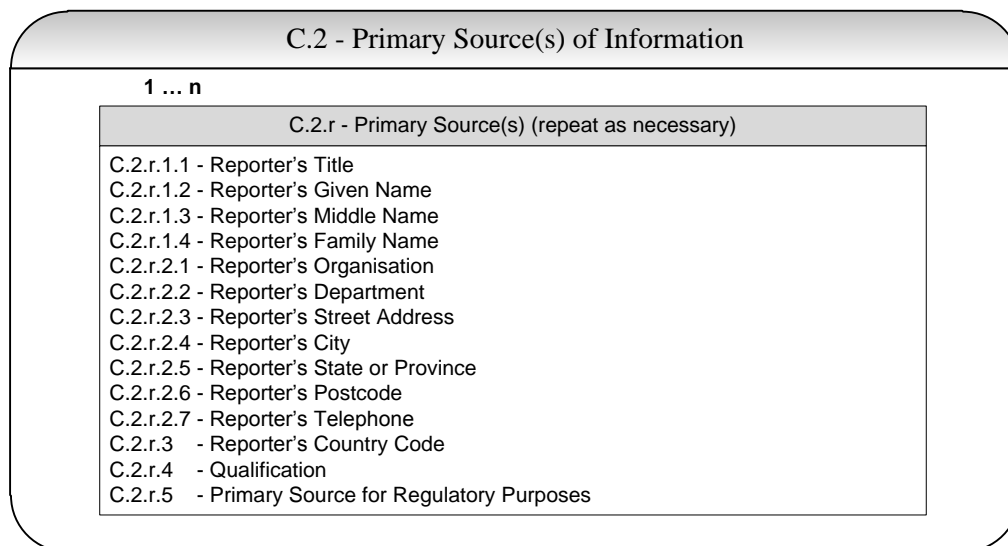 C.2 - Primary Source(s) of Information
1 … n
C.2.r - Primary Source(s) (repeat as necessary)
C.2.r.1.1 - Reporter’s Title
C.2.r.1.2 - Reporter’s Given Name
C.2.r.1.3 - Reporter’s Middle Name
C.2.r.1.4 - Reporter’s Family Name
C.2.r.2.1 - Reporter’s Organisation
C.2.r.2.2 - Reporter’s Department
C.2.r.2.3 - Reporter’s Street Address
C.2.r.2.4 - Reporter’s City
C.2.r.2.5 - Reporter’s State or Province
C.2.r.2.6 - Reporter’s Postcode
C.2.r.2.7 - Reporter’s Telephone
C.2.r.3 - Reporter’s Country Code
C.2.r.4 - Qualification
C.2.r.5 - Primary Source for Regulatory Purposes